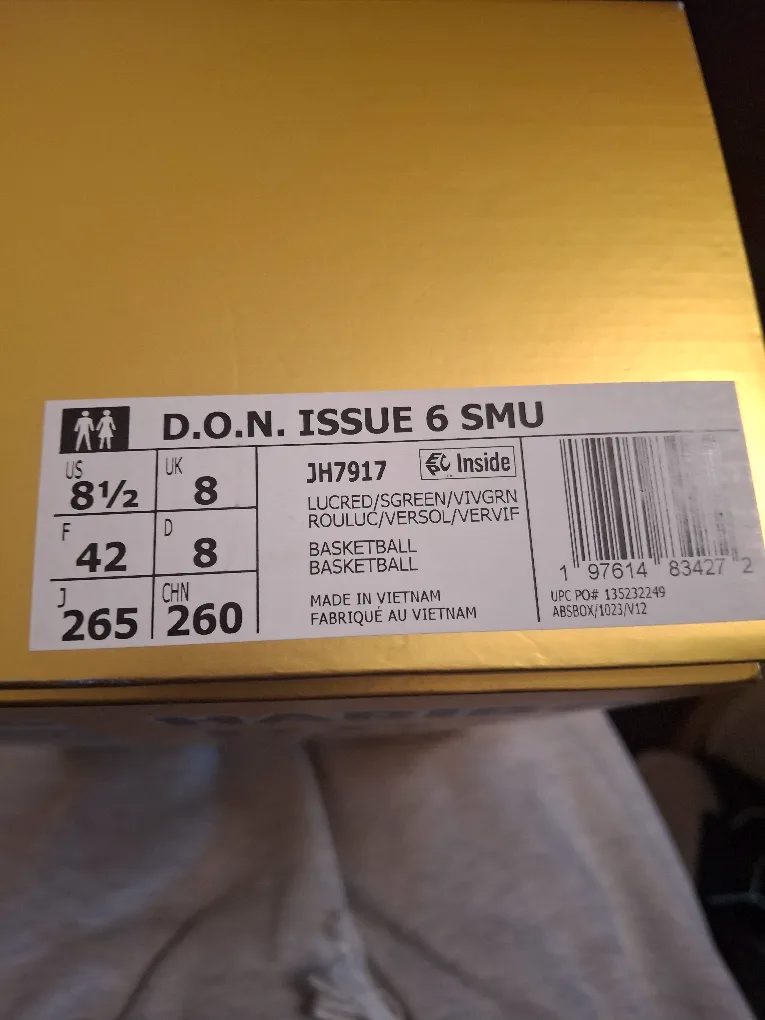 D.O.N. ISSUE 6 SMU
US
8½
UK
8
F
42
D
8
J
265
CHN
260
JH7917
Inside
LUCRED/SGREEN/VIVGRN
ROULUC/VERSOL/VERVIF
BASKETBALL
BASKETBALL
MADE IN VIETNAM
FABRIQUÉ AU VIETNAM
1 97614 83427 2
UPC PO# 135232249
ABSBOX/1023/V12